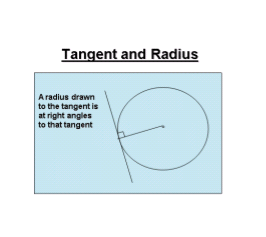 Tangent and Radius
A radius drawn
to the tangent is
at right angles
to that tangent